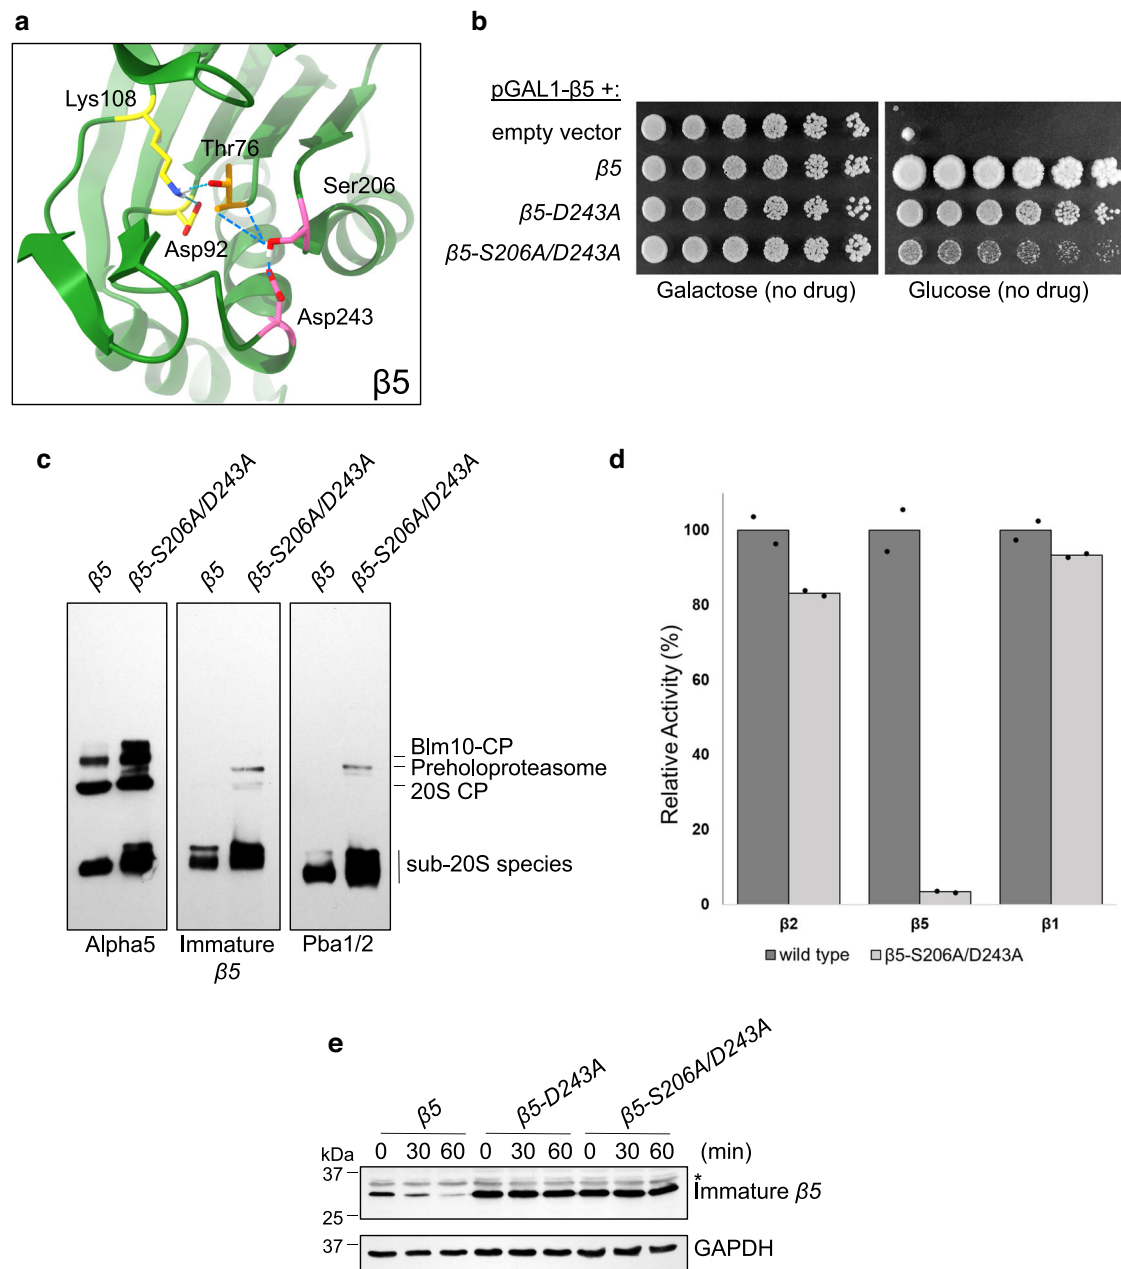 a
Lys108
Thr76
Ser206
Asp92
Asp243
β5
b
pGAL1-β5 +:
empty vector
β5
β5-D243A
β5-S206A/D243A
Galactose (no drug)
Glucose (no drug)
c
β5
β5-S206A/D243A
β5
β5-S206A/D243A
β5
β5-S206A/D243A
Blm10-CP
Preholoproteasome
20S CP
sub-20S species
Alpha5
Immature
β5
Pba1/2
d
Relative Activity (%)
100
80
60
40
20
0
β2
β5
β1
wild type
β5-S206A/D243A
e
β5
β5-D243A
β5-S206A/D243A
kDa
0 30 60 0 30 60 0 30 60 (min)
37
*
Immature β5
25
37
GAPDH